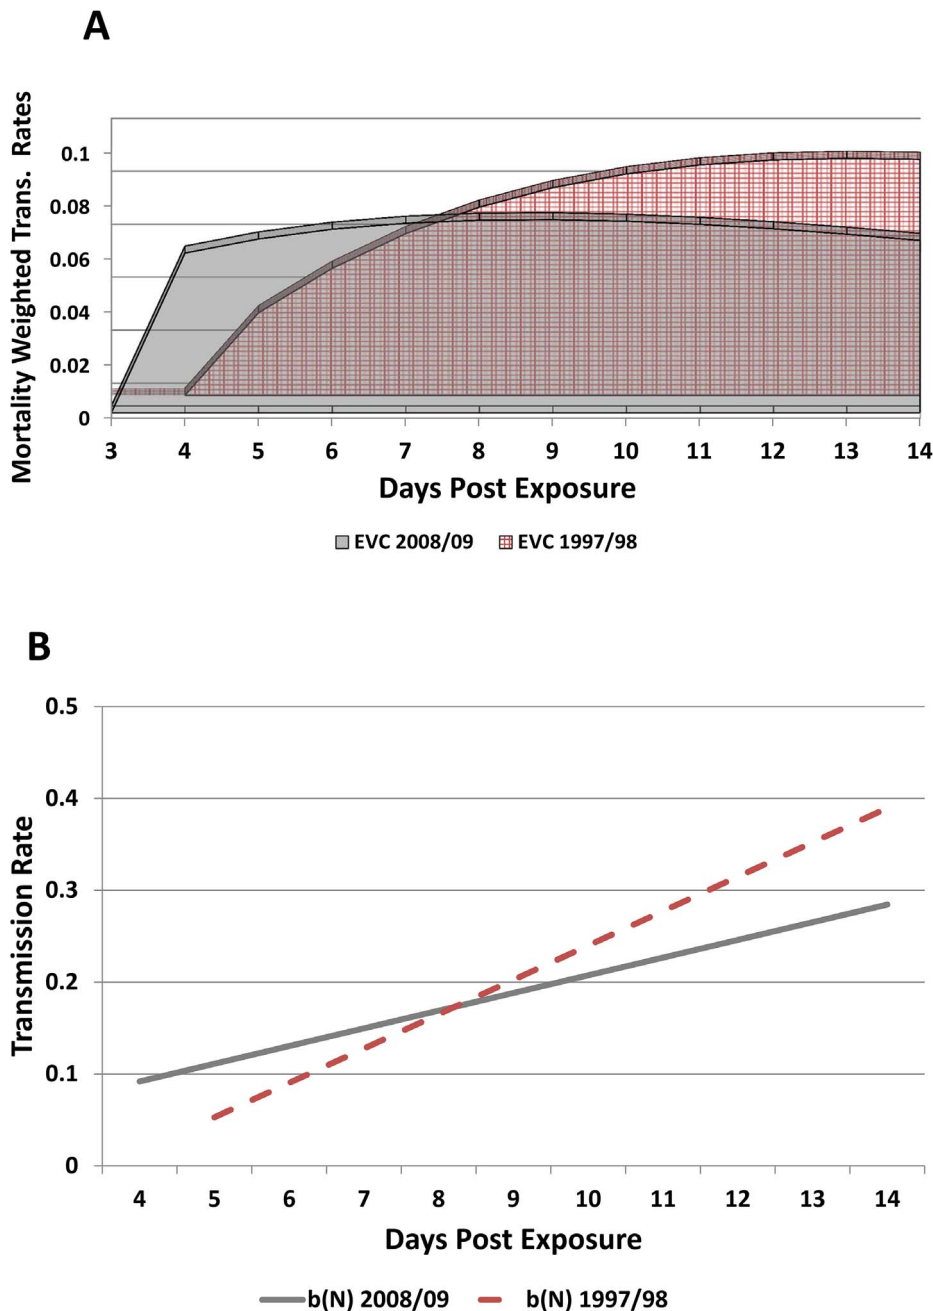 A
Mortality Weighted Trans. Rates
0.1
0.08
0.06
0.04
0.02
0
3 4 5 6 7 8 9 10 11 12 13 14
Days Post Exposure
EVC 2008/09 EVC 1997/98
B
Transmission Rate
0.5
0.4
0.3
0.2
0.1
0
4 5 6 7 8 9 10 11 12 13 14
Days Post Exposure
b(N) 2008/09 b(N) 1997/98